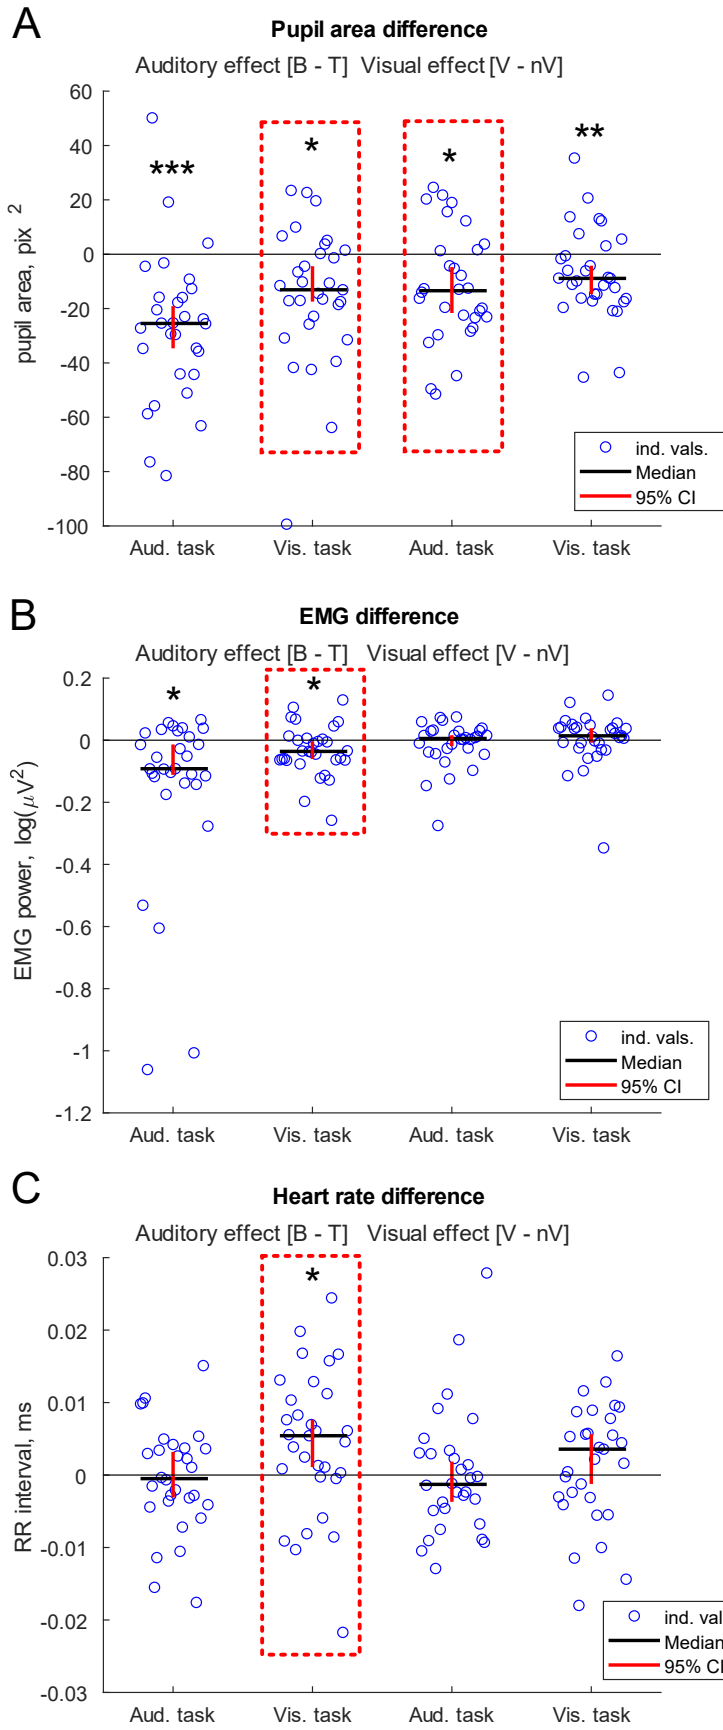 A
Pupil area difference
Auditory effect [B - T] Visual effect [V - nV]
60
40
20
0
-20
-40
-60
-80
-100
pupil area, pix ²
***
*
*
**
ind. vals.
Median
95% CI
Aud. task Vis. task Aud. task Vis. task
B
EMG difference
Auditory effect [B - T] Visual effect [V - nV]
0.2
0
-0.2
-0.4
-0.6
-0.8
-1
-1.2
EMG power, log(μV²)
*
*
ind. vals.
Median
95% CI
Aud. task Vis. task Aud. task Vis. task
C
Heart rate difference
Auditory effect [B - T] Visual effect [V - nV]
0.03
0.02
0.01
0
-0.01
-0.02
-0.03
RR interval, ms
*
ind. val
Median
95% CI
Aud. task Vis. task Aud. task Vis. task